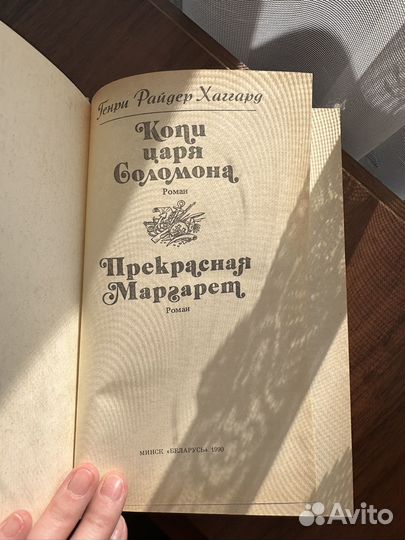 Генри Райдер Хаггард
Копи
царя
Соломона
Роман
Прекрасная
Маргарет
Роман
МИНСК «БЕЛАРУСЬ» 1990
Avito